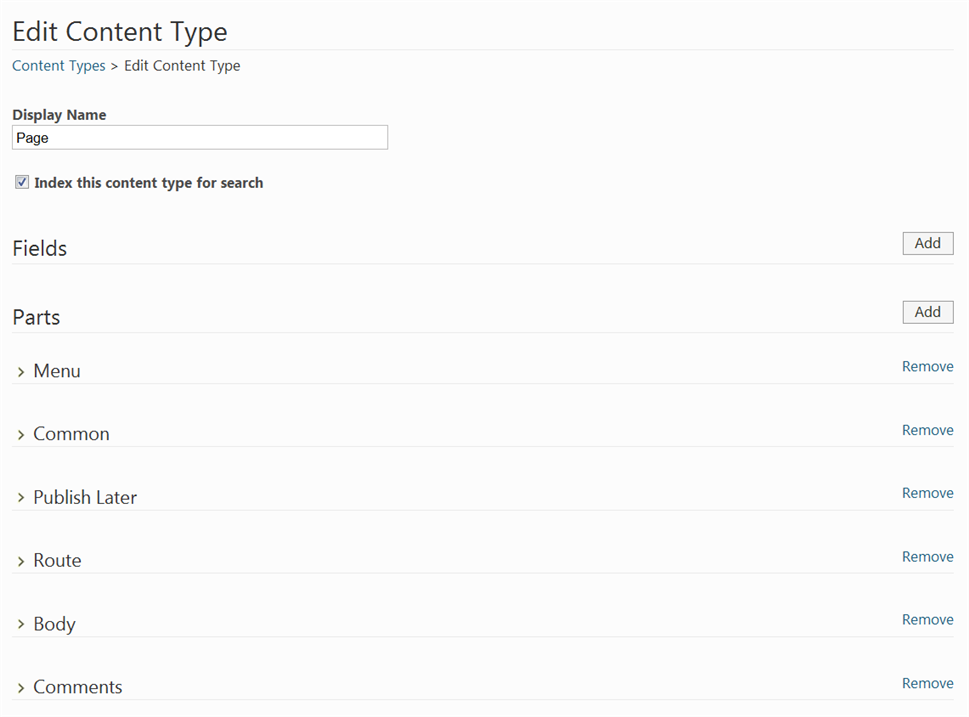 Edit Content Type
Content Types > Edit Content Type
Display Name
Page
Index this content type for search
Fields Add
Parts Add
Menu Remove
Common Remove
Publish Later Remove
Route Remove
Body Remove
Comments Remove